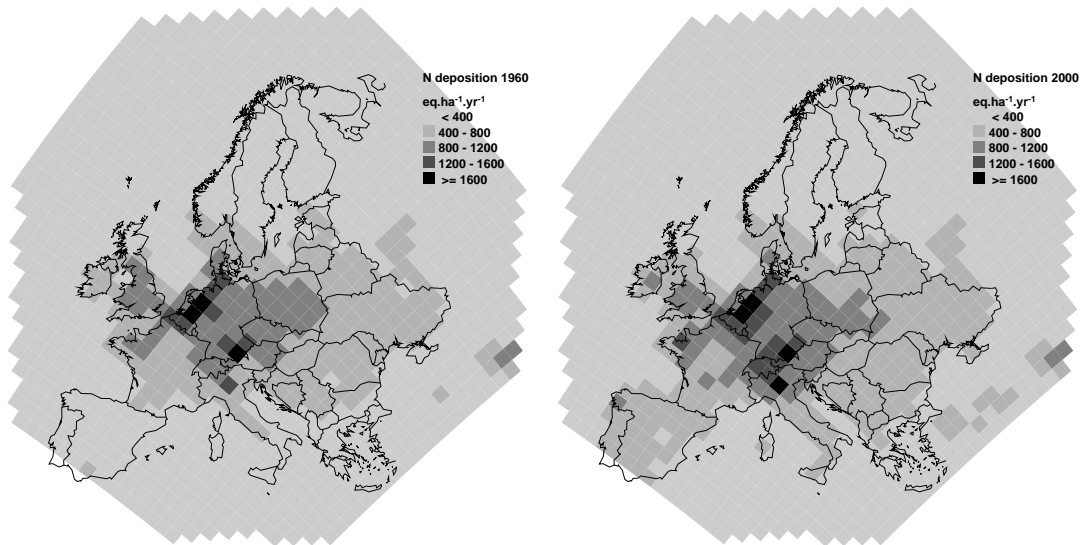 N deposition 1960
eq.ha-1.yr-1
< 400
400 - 800
800 - 1200
1200 - 1600
>= 1600
N deposition 2000
eq.ha-1.yr-1
< 400
400 - 800
800 - 1200
1200 - 1600
>= 1600